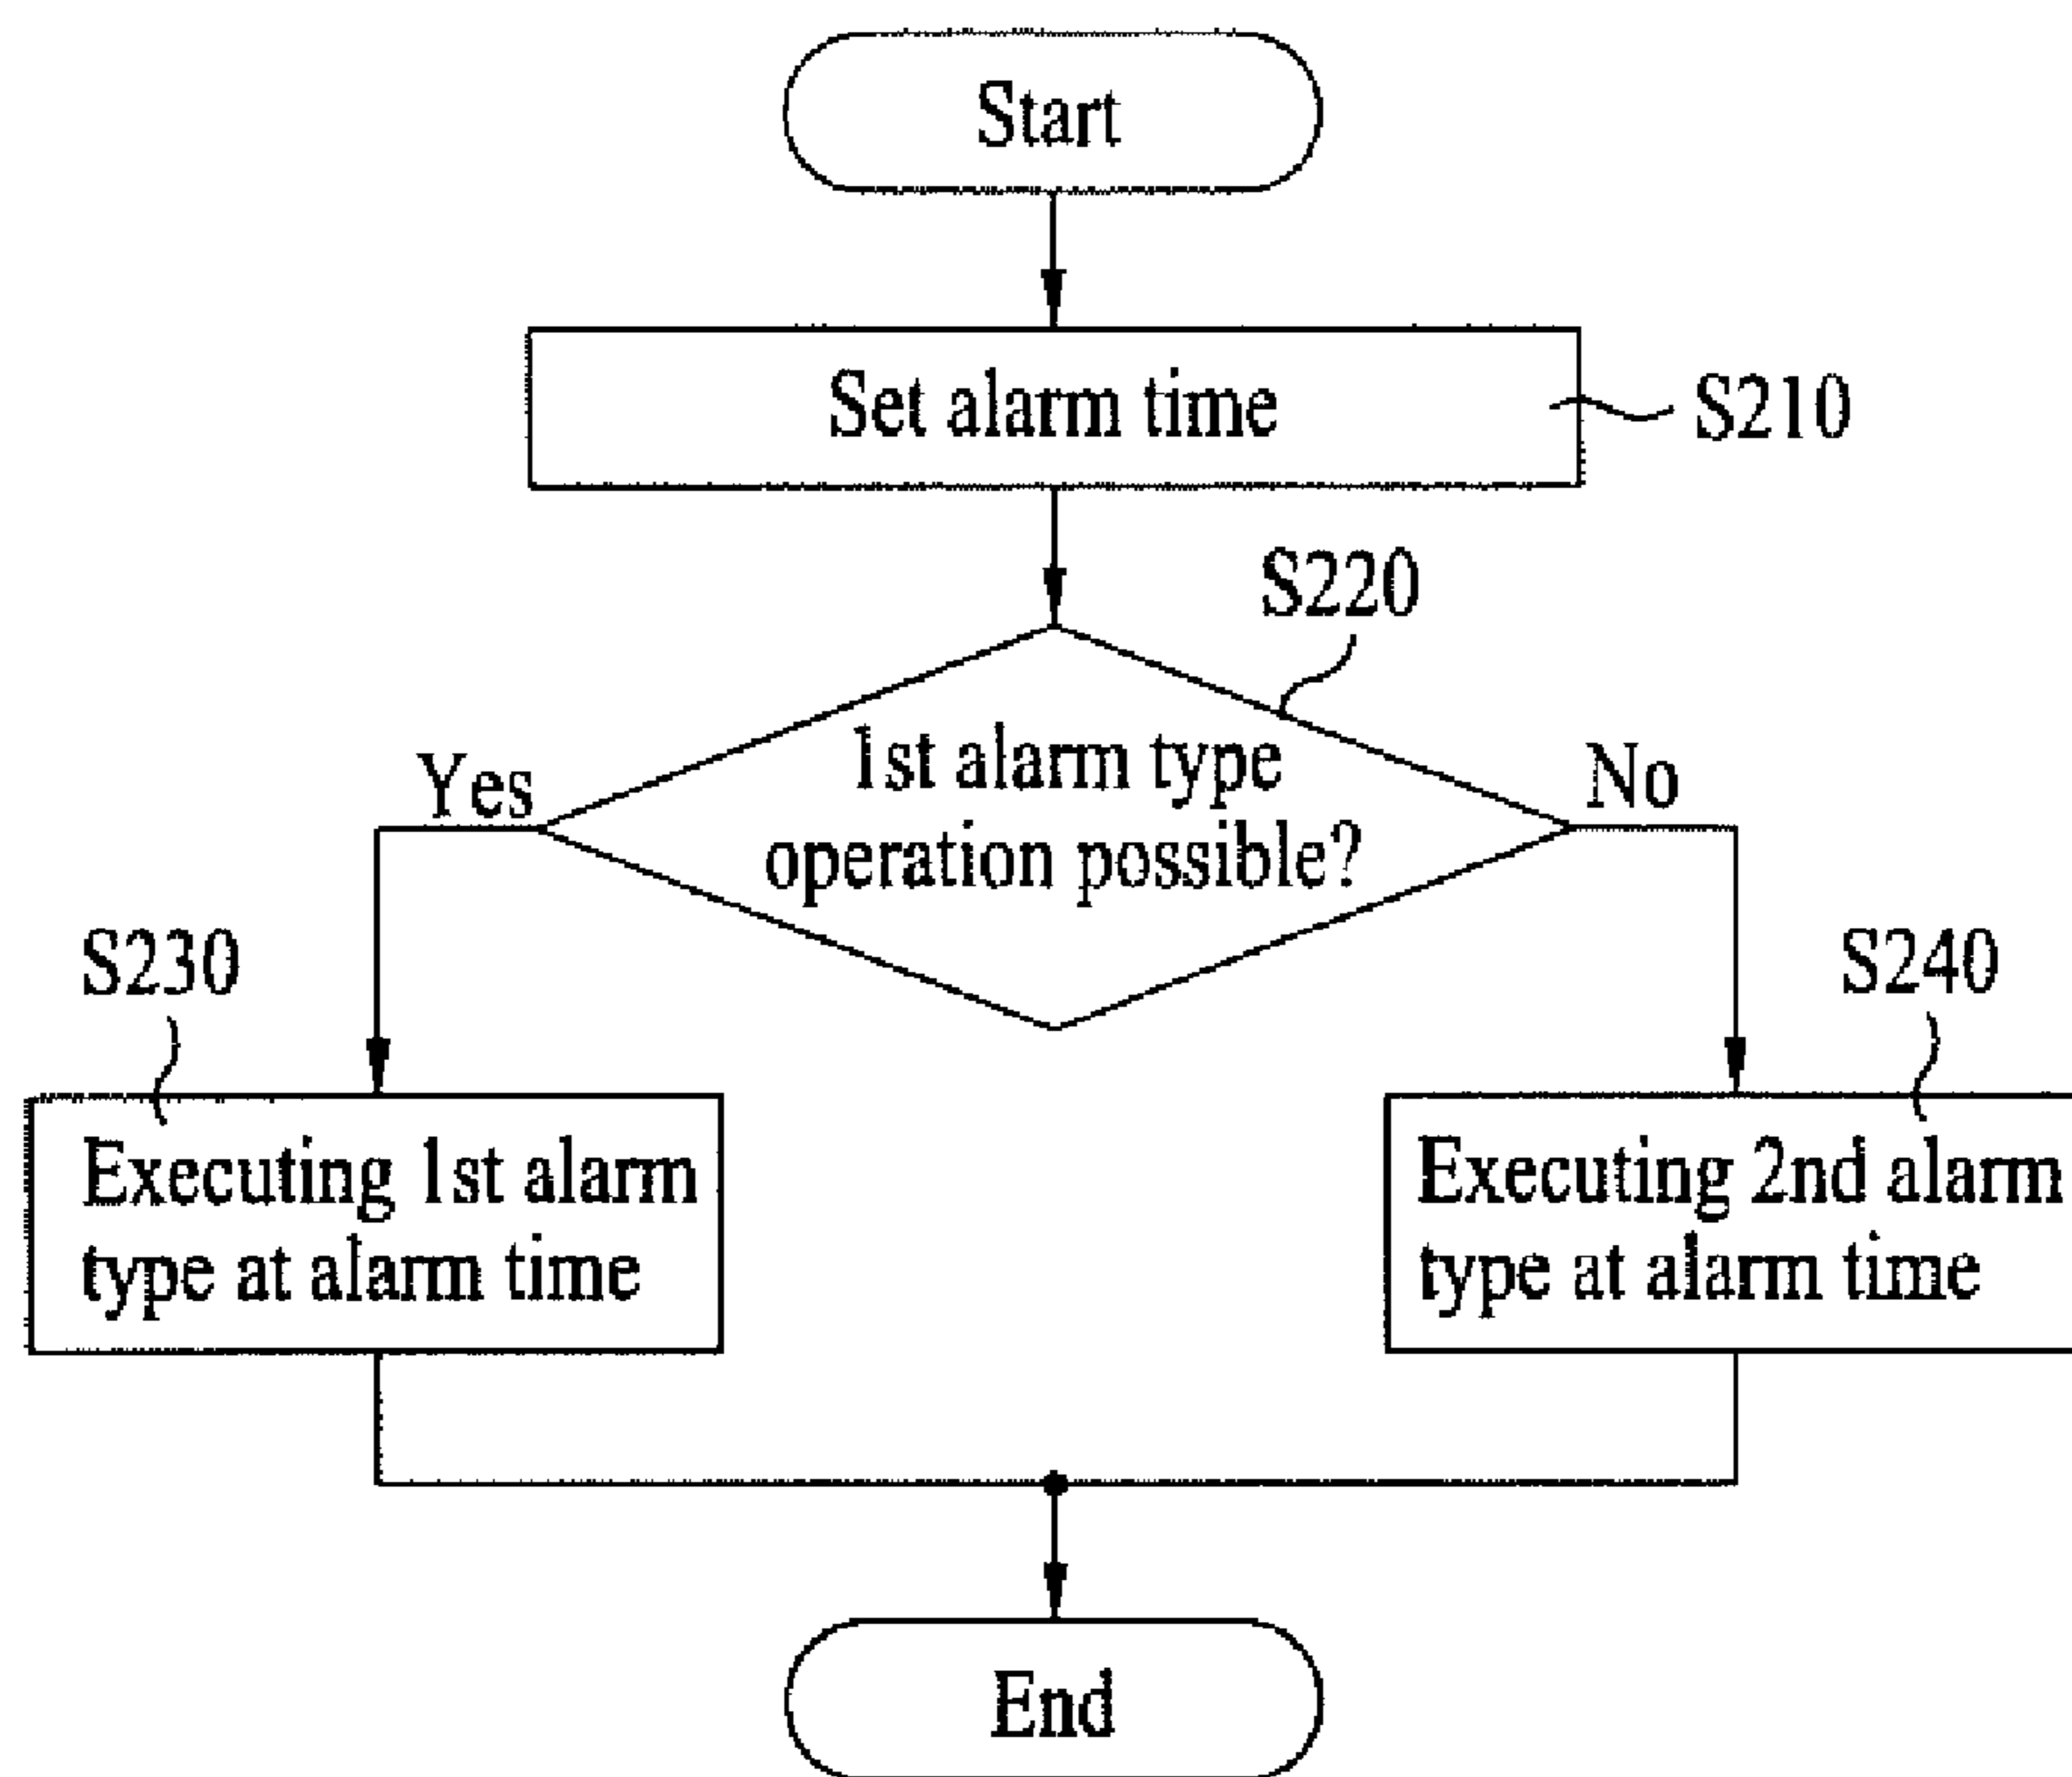 Start
Set alarm time
S210
S220
1st alarm type
operation possible?
Yes
No
S230
S240
Executing 1st alarm
type at alarm time
Executing 2nd alarm
type at alarm time
End